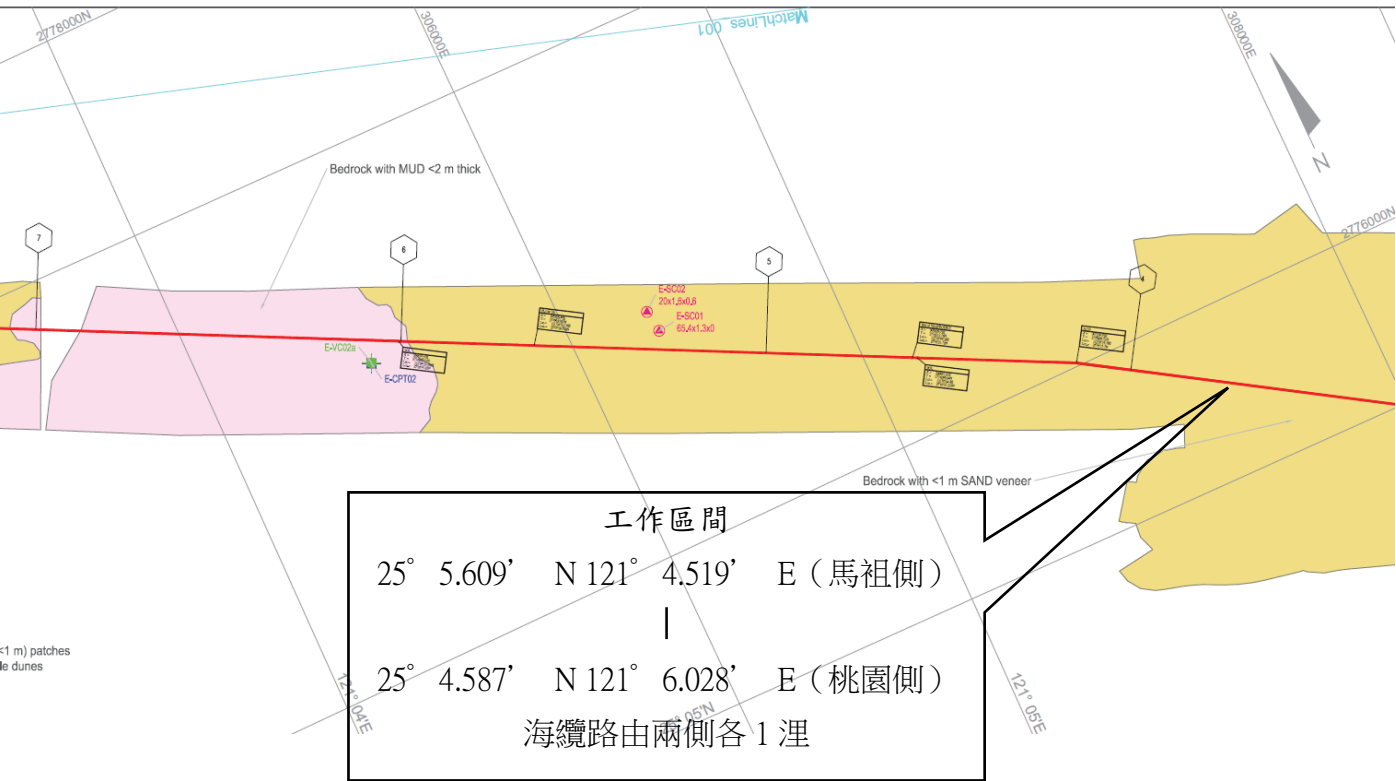 2778000N
306000E
MatchLines 001
308000E
N
Bedrock with MUD <2 m thick
2776000N
7
6
5
4
E-SC02
20x1,6x0,6
E-SC01
65,4x1,3x0
E-VC02a
E-CPT02
Bedrock with <1 m SAND veneer
工作區間
25° 5.609’ N 121° 4.519’ E（馬祖側）
|
25° 4.587’ N 121° 6.028’ E（桃園側）
海纜路由兩側各 1 浬
<1 m) patches
le dunes
121° 04'E
05'N
121° 05'E